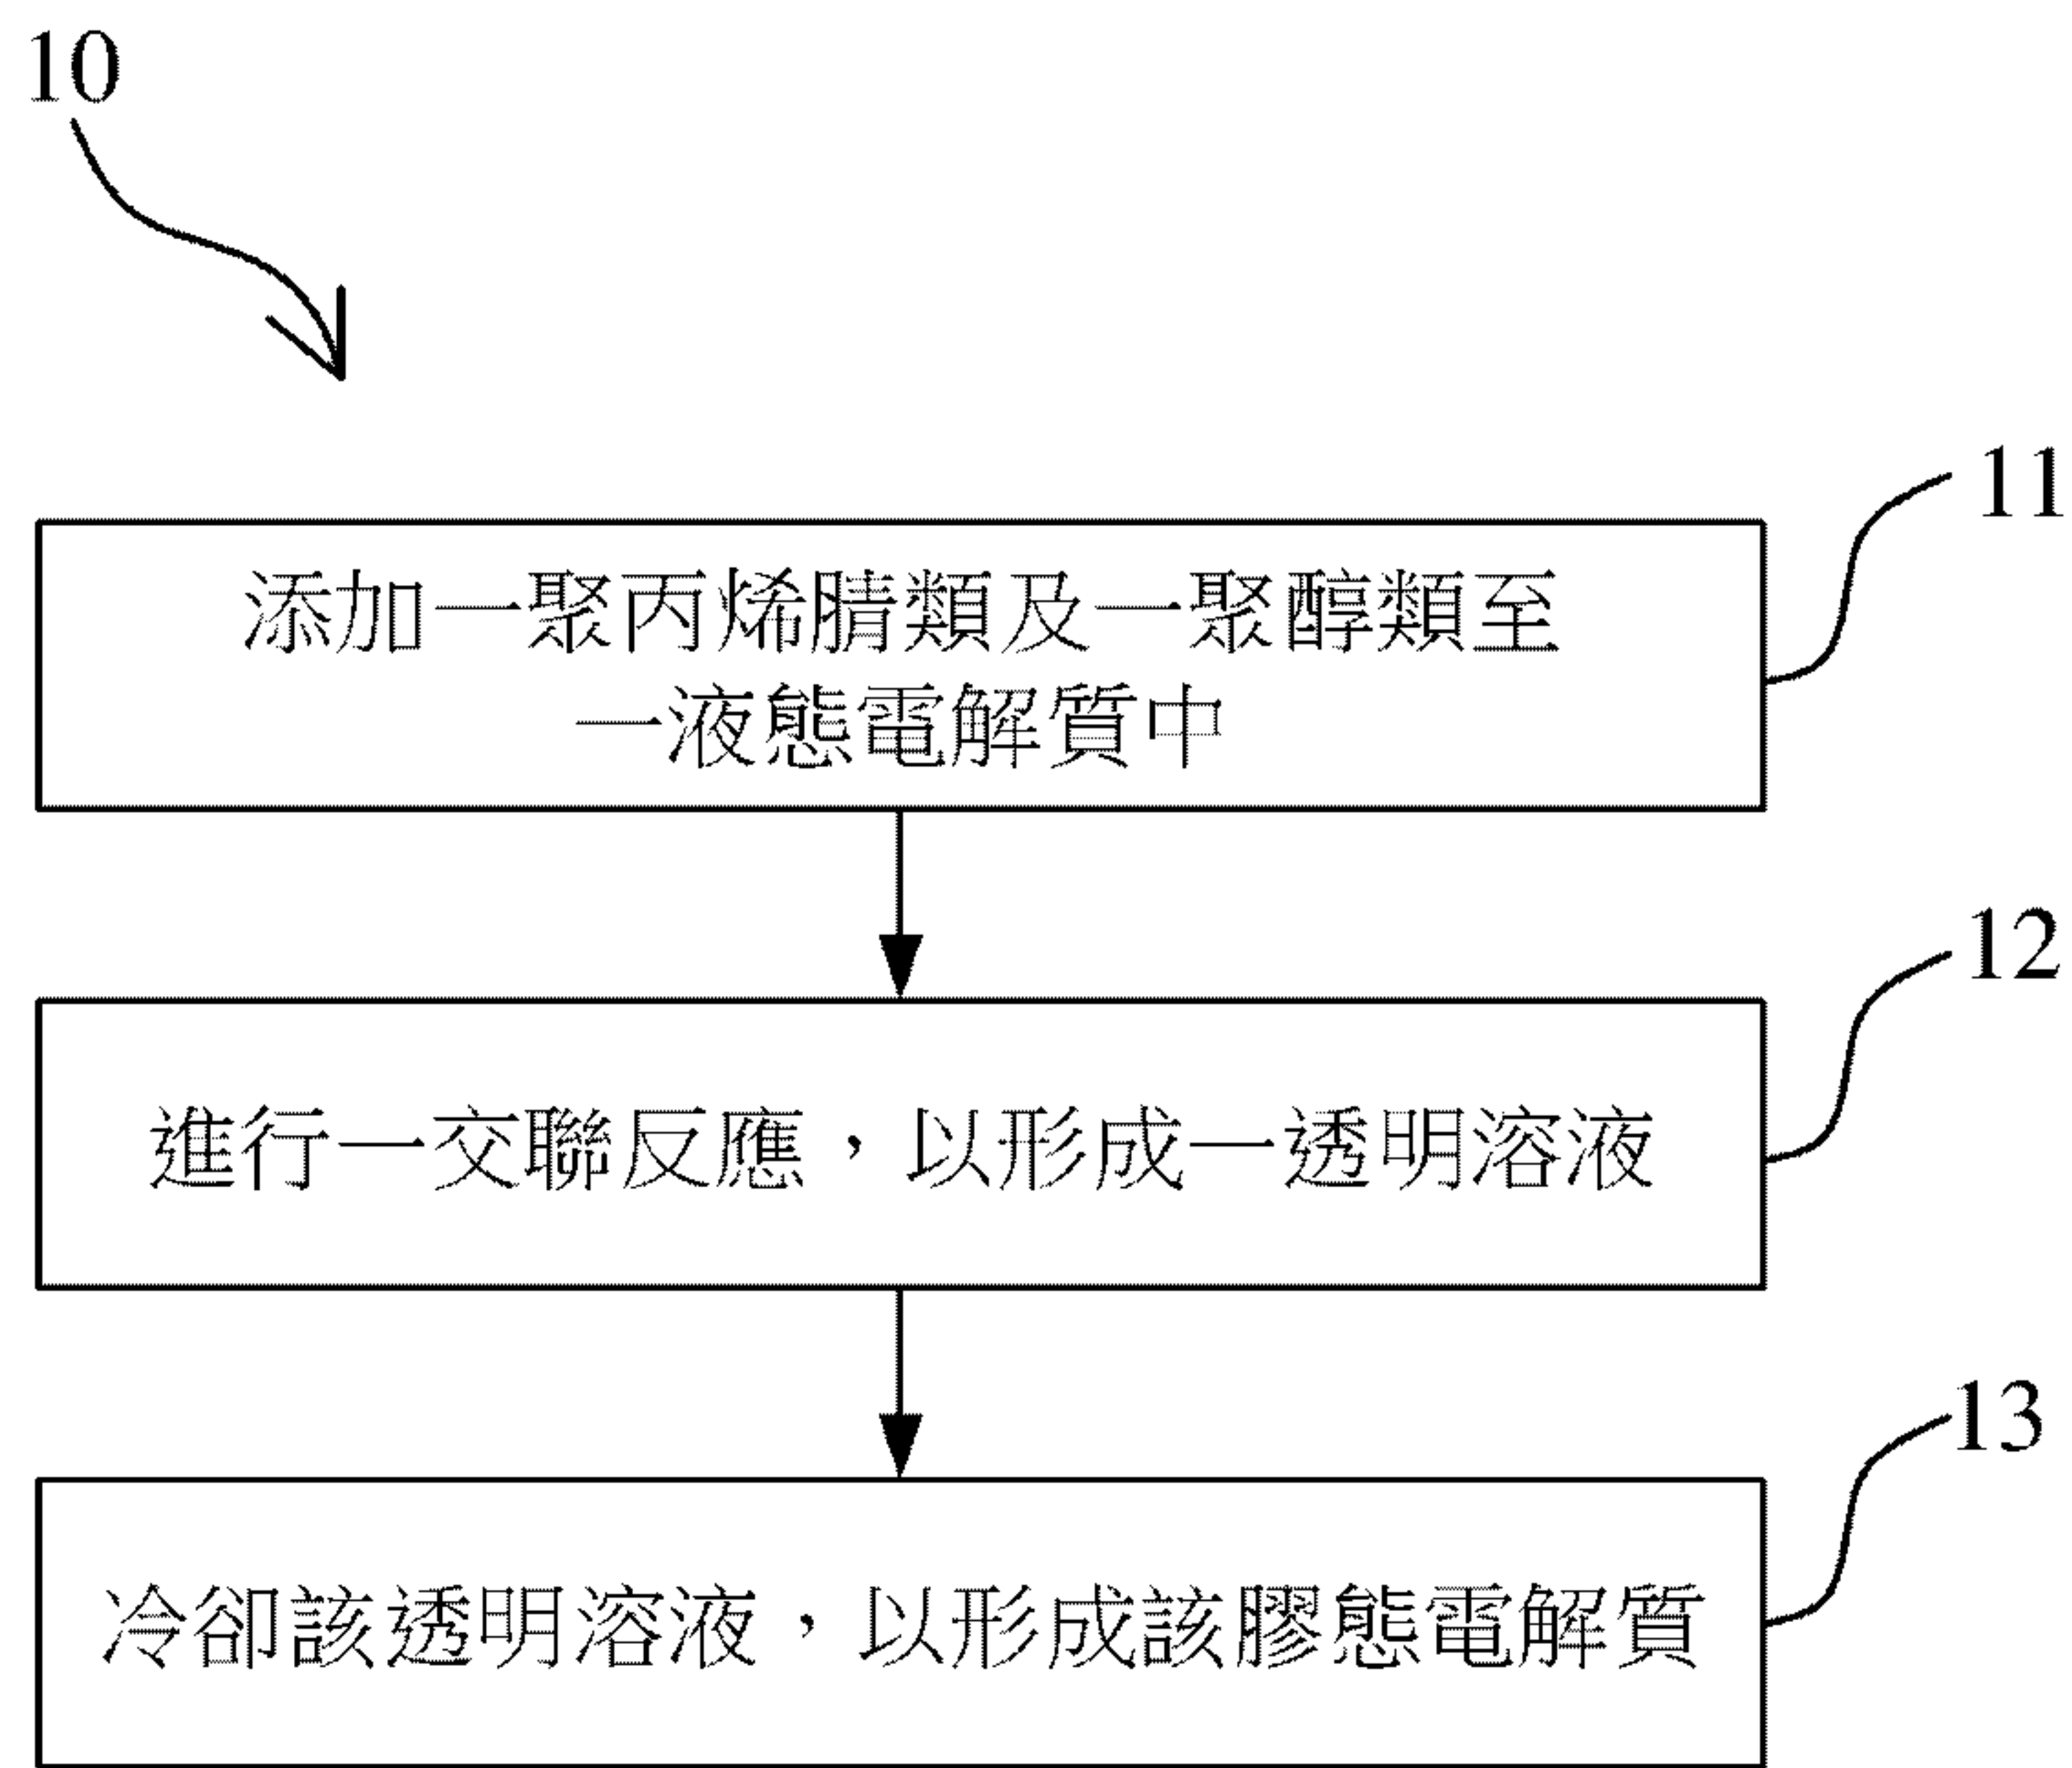 10
11
添加一聚丙烯腈類及一聚醇類至
一液態電解質中
12
進行一交聯反應，以形成一透明溶液
13
冷卻該透明溶液，以形成該膠態電解質